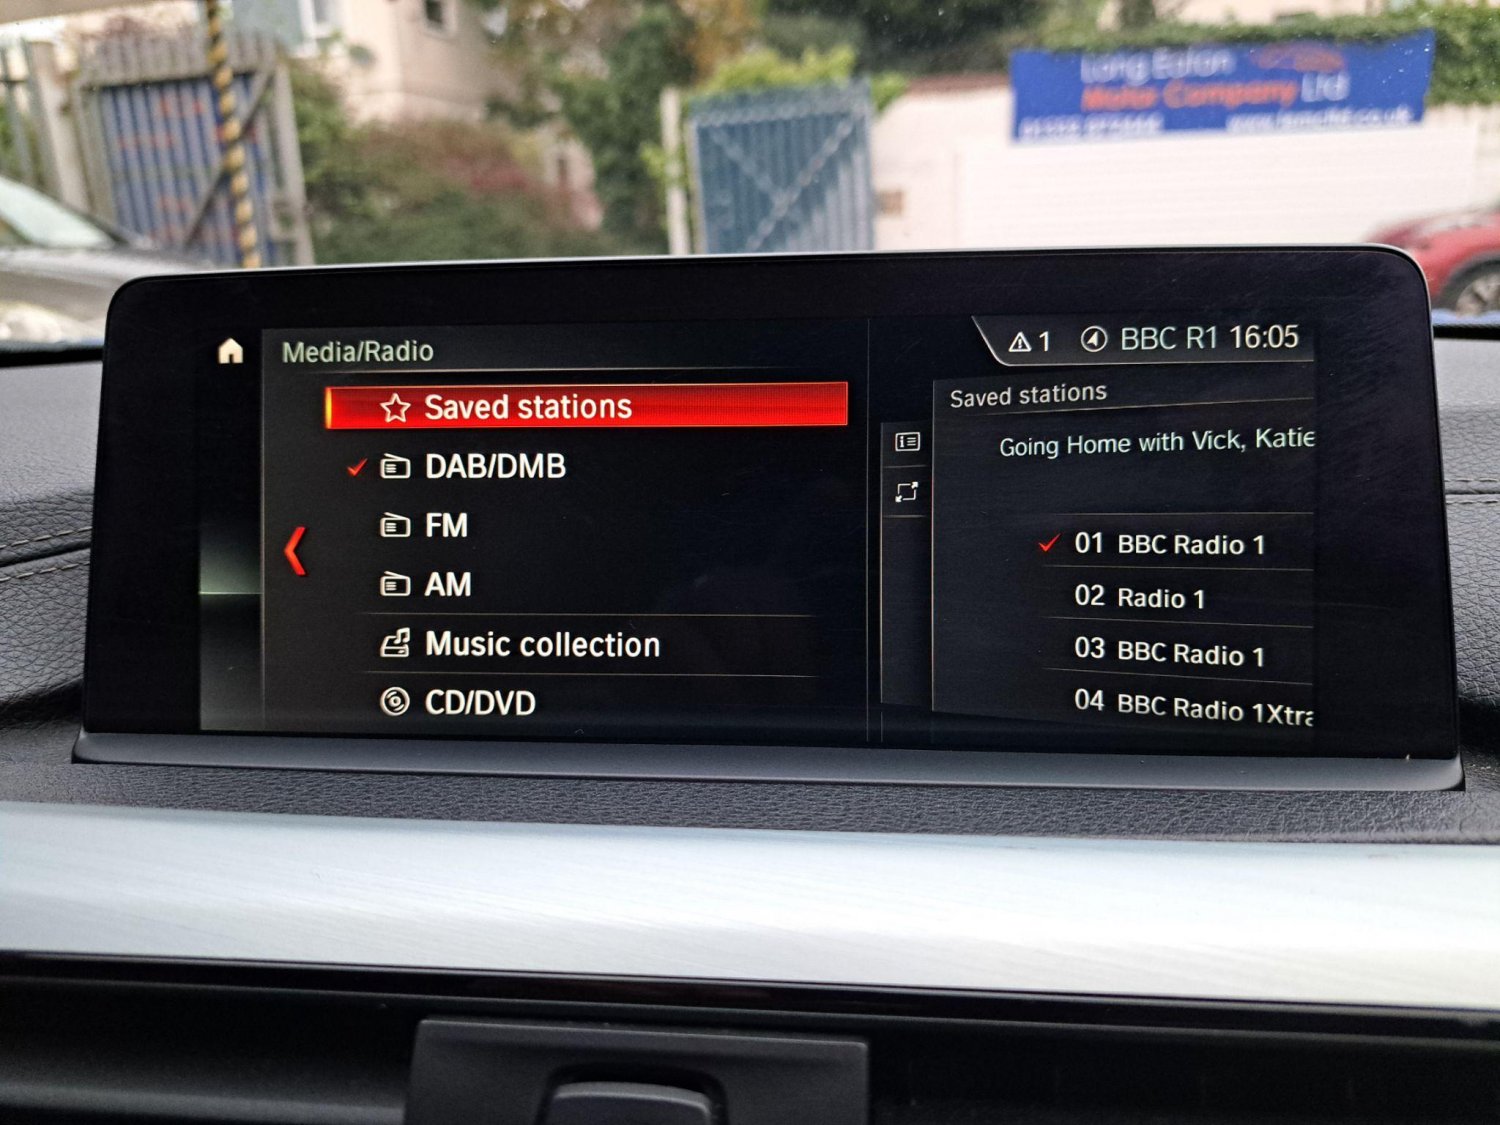 Long Eaton
Motor Company Ltd
Media/Radio
1 BBC R1 16:05
Saved stations
DAB/DMB
FM
AM
Music collection
CD/DVD
Saved stations
Going Home with Vick, Katie
01 BBC Radio 1
02 Radio 1
03 BBC Radio 1
04 BBC Radio 1Xtra